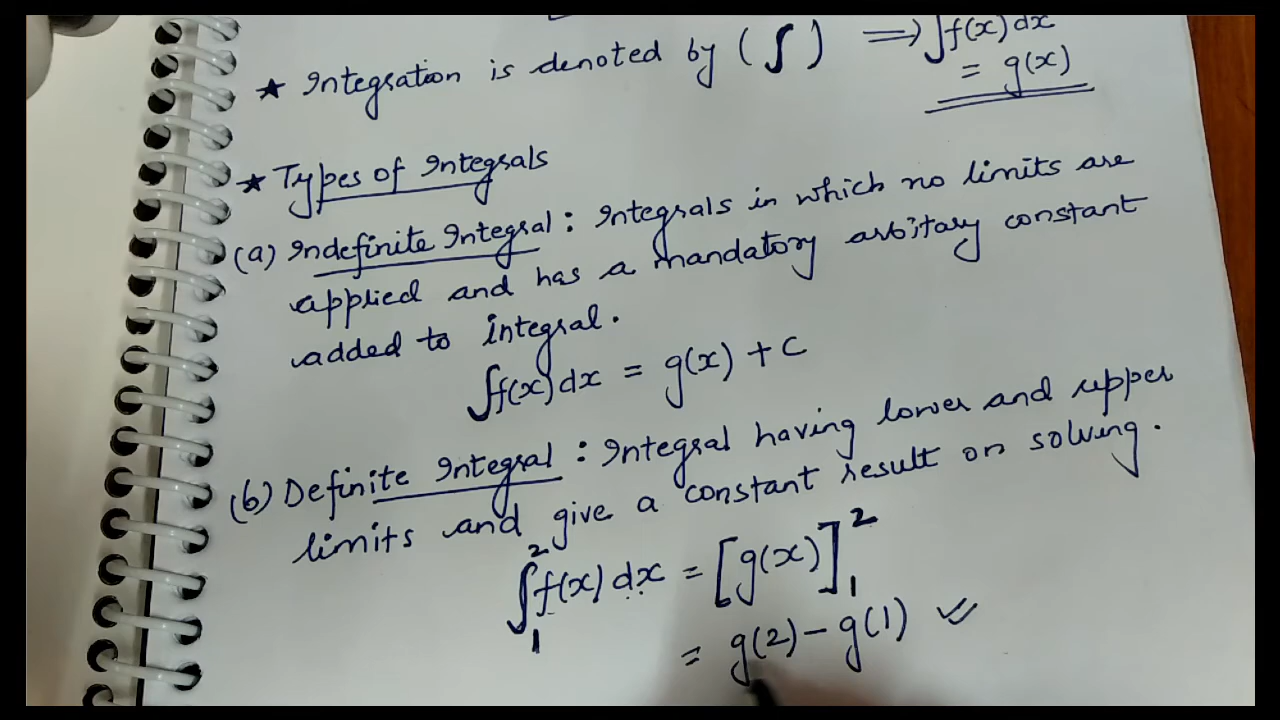 ★ Integration is denoted by (∫) ⟹ ∫f(x)dx
= g(x)
★ Types of Integrals
(a) Indefinite Integral : Integrals in which no limits are
applied and has a mandatory arbitary constant
added to integral.
∫f(x)dx = g(x) + c
(b) Definite Integral : Integral having lower and upper
limits and give a constant result on solving.
∫₁² f(x) dx = [g(x)]₁²
= g(2) - g(1)